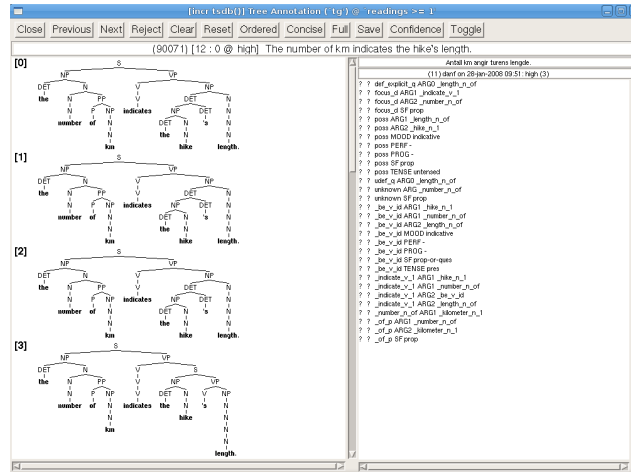 [incr tsdb()] Tree Annotation (`tg') @ `readings >= 1'
Close Previous Next Reject Clear Reset Ordered Concise Full Save Confidence Toggle
(90071) [12 : 0 @ high] The number of km indicates the hike's length.
[0]
S
NP VP
DET N V NP
the N PP V DET N
number P NP indicates NP DET N
of N DET N 's N
N the N N
km hike length.
[1]
S
NP VP
DET N V NP
the N PP V DET N
number P NP indicates NP DET N
of N DET N 's N
N the N N
km hike length.
[2]
S
NP VP
DET N V NP
the N PP V DET N
number P NP indicates NP DET N
of N DET N 's N
N the N N
km hike length.
[3]
S
NP VP
DET N V S
the N PP V NP VP
number P NP indicates DET N V NP
of N the N 's N
N hike N
km N
length.
Antall km angir turens lengde.
(11) danf on 28-jan-2008 09:51: high (3)
? ? def_explicit_q ARG0 _length_n_of
? ? focus_d ARG1 _indicate_v_1
? ? focus_d ARG2 _number_n_of
? ? focus_d SF prop
? ? poss ARG1 _length_n_of
? ? poss ARG2 _hike_n_1
? ? poss MOOD indicative
? ? poss PERF -
? ? poss PROG -
? ? poss SF prop
? ? poss TENSE untensed
? ? udef_q ARG0 _length_n_of
? ? unknown ARG _number_n_of
? ? unknown SF prop
? ? _be_v_id ARG1 _hike_n_1
? ? _be_v_id ARG1 _number_n_of
? ? _be_v_id ARG2 _length_n_of
? ? _be_v_id MOOD indicative
? ? _be_v_id PERF -
? ? _be_v_id PROG -
? ? _be_v_id SF prop-or-ques
? ? _be_v_id TENSE pres
? ? _indicate_v_1 ARG1 _hike_n_1
? ? _indicate_v_1 ARG1 _number_n_of
? ? _indicate_v_1 ARG2 _be_v_id
? ? _indicate_v_1 ARG2 _length_n_of
? ? _number_n_of ARG1 _kilometer_n_1
? ? _of_p ARG1 _number_n_of
? ? _of_p ARG2 _kilometer_n_1
? ? _of_p SF prop